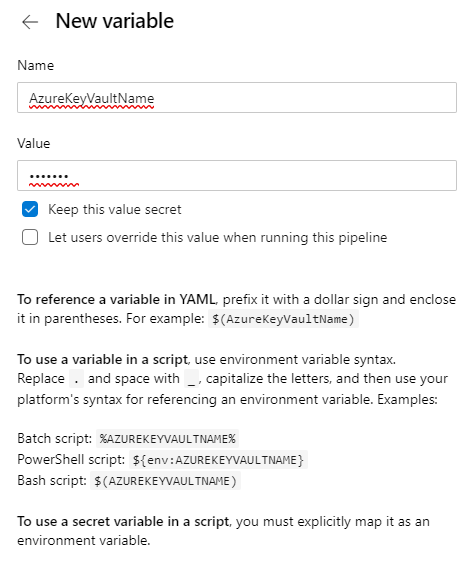 ← New variable
Name
AzureKeyVaultName
Value
•••••••
Keep this value secret
Let users override this value when running this pipeline
To reference a variable in YAML, prefix it with a dollar sign and enclose
it in parentheses. For example: $(AzureKeyVaultName)
To use a variable in a script, use environment variable syntax.
Replace . and space with _, capitalize the letters, and then use your
platform's syntax for referencing an environment variable. Examples:
Batch script: %AZUREKEYVAULTNAME%
PowerShell script: ${env:AZUREKEYVAULTNAME}
Bash script: $(AZUREKEYVAULTNAME)
To use a secret variable in a script, you must explicitly map it as an
environment variable.